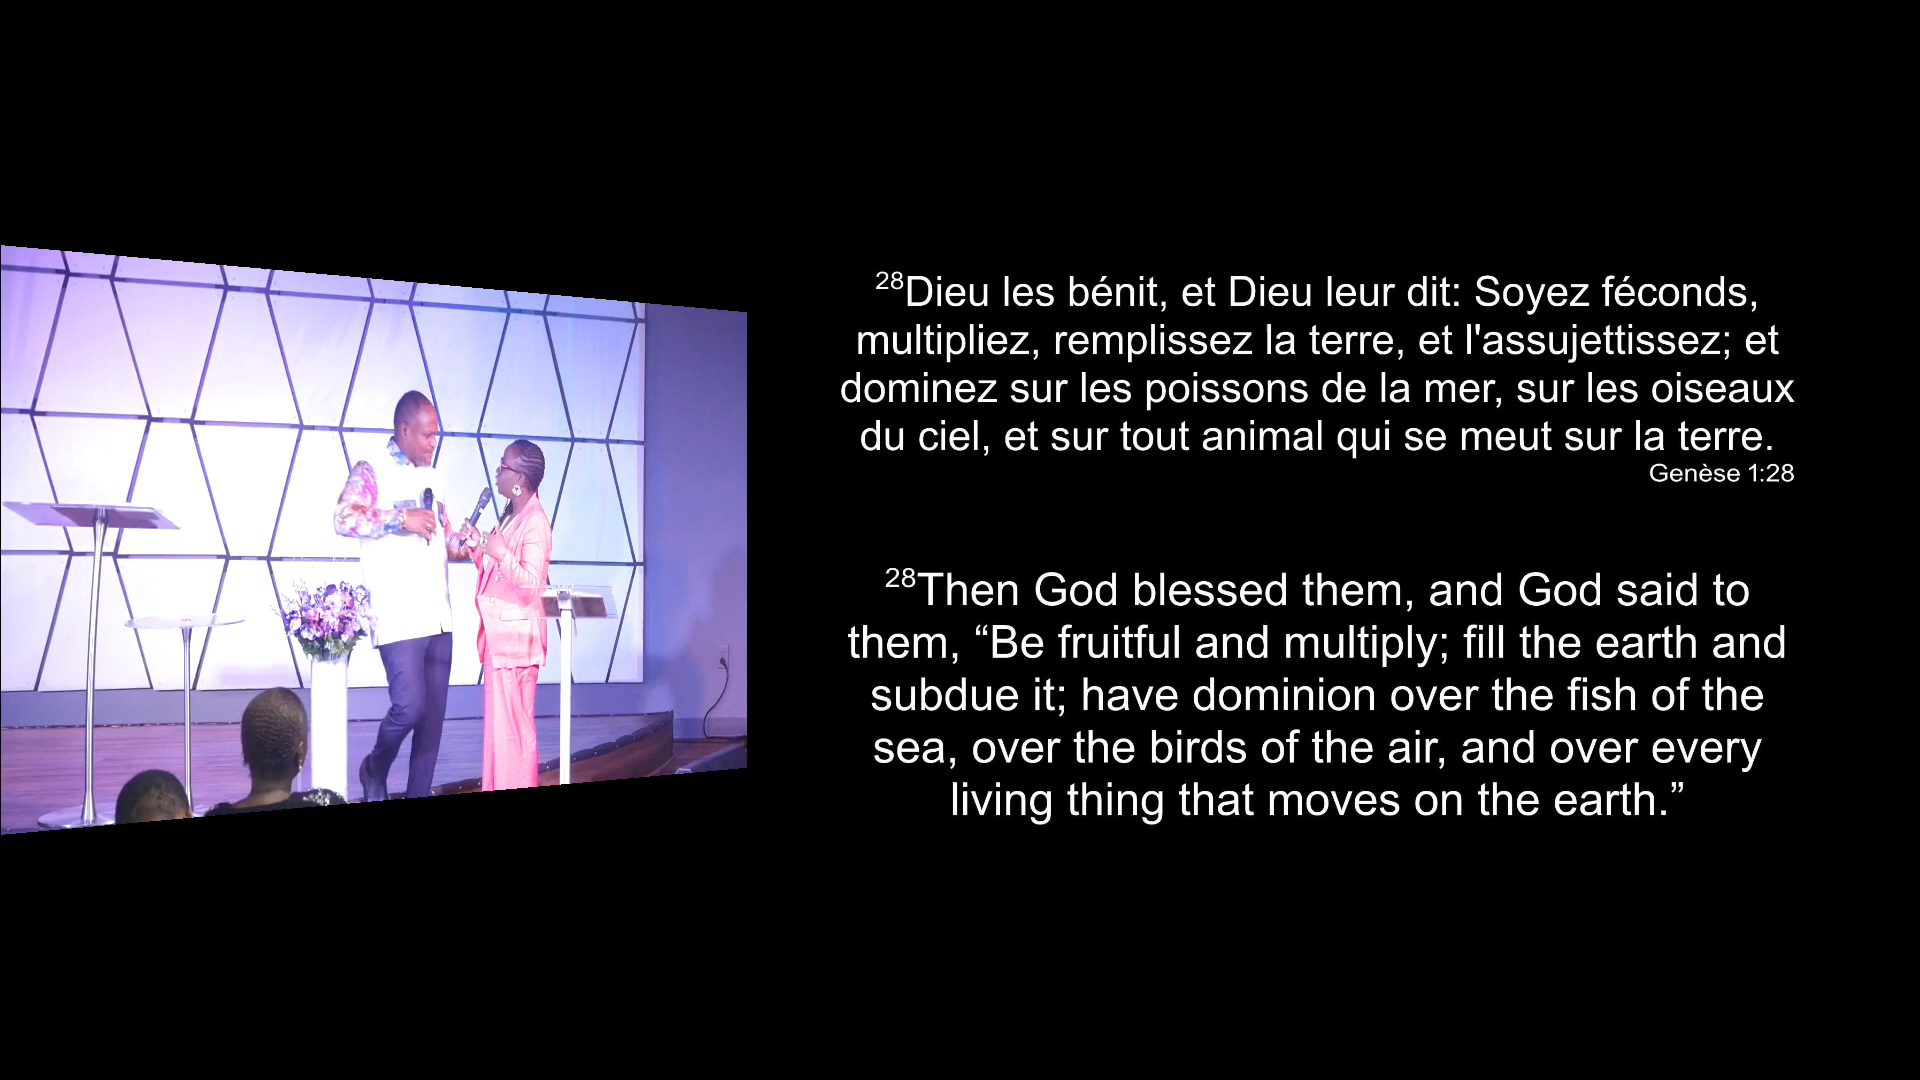 28Dieu les bénit, et Dieu leur dit: Soyez féconds,
multipliez, remplissez la terre, et l'assujettissez; et
dominez sur les poissons de la mer, sur les oiseaux
du ciel, et sur tout animal qui se meut sur la terre.
Genèse 1:28
28Then God blessed them, and God said to
them, “Be fruitful and multiply; fill the earth and
subdue it; have dominion over the fish of the
sea, over the birds of the air, and over every
living thing that moves on the earth.”